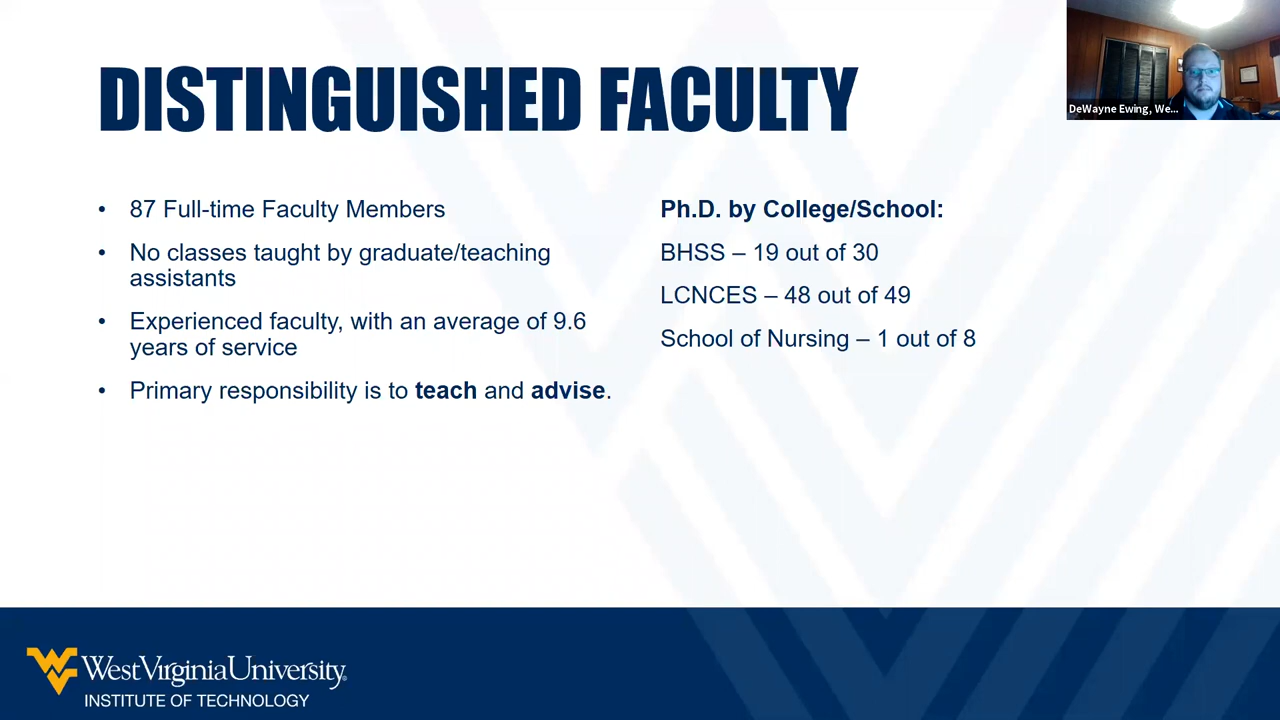 DISTINGUISHED FACULTY
DeWayne Ewing, We...
• 87 Full-time Faculty Members
• No classes taught by graduate/teaching
assistants
• Experienced faculty, with an average of 9.6
years of service
• Primary responsibility is to teach and advise.
Ph.D. by College/School:
BHSS – 19 out of 30
LCNCES – 48 out of 49
School of Nursing – 1 out of 8
WestVirginiaUniversity®
INSTITUTE OF TECHNOLOGY